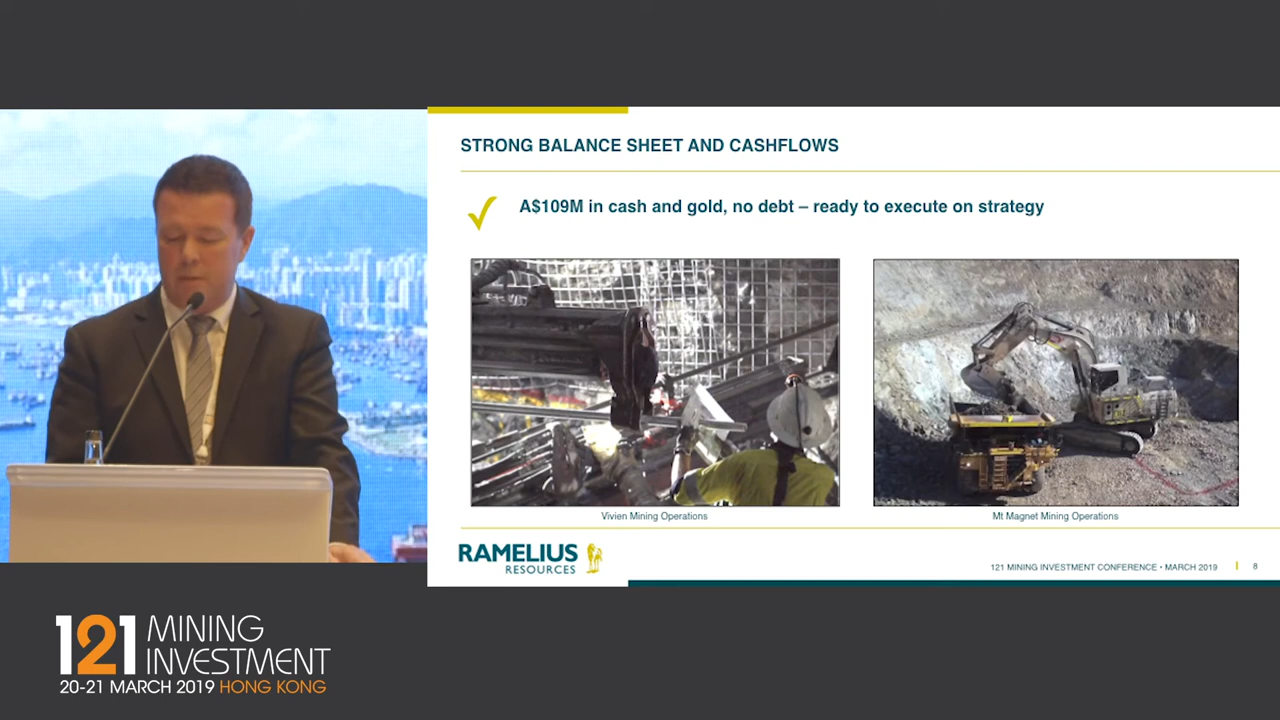 STRONG BALANCE SHEET AND CASHFLOWS
A$109M in cash and gold, no debt – ready to execute on strategy
Vivien Mining Operations
Mt Magnet Mining Operations
RAMELIUS
RESOURCES
121 MINING INVESTMENT CONFERENCE • MARCH 2019
8
121 MINING
INVESTMENT
20-21 MARCH 2019 HONG KONG